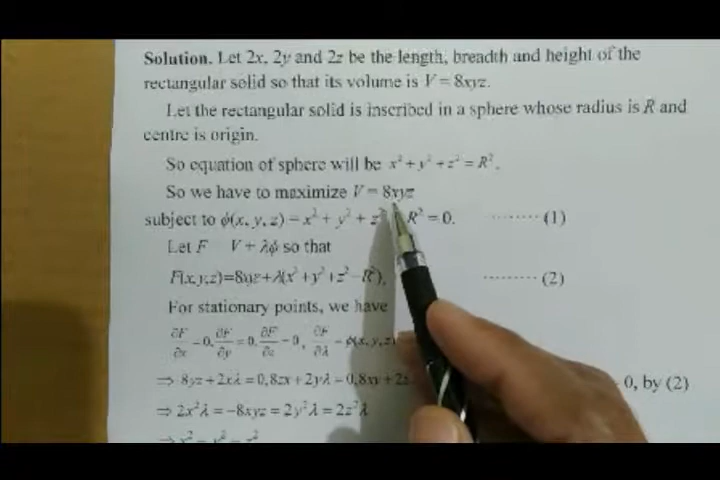 Solution. Let 2x, 2y and 2z be the length, breadth and height of the
rectangular solid so that its volume is V = 8xyz.
Let the rectangular solid is inscribed in a sphere whose radius is R and
centre is origin.
So equation of sphere will be x² + y² + z² = R².
So we have to maximize V = 8xyz
subject to ϕ(x, y, z) = x² + y² + z² R² = 0. ........ (1)
Let F V + λϕ so that
F(x,y,z)=8xyz+λ(x²+y²+z²−R²), ......... (2)
For stationary points, we have
∂F/∂x = 0, ∂F/∂y = 0, ∂F/∂z = 0, ∂F/∂λ = ϕ(x, y, z)
⇒ 8yz + 2xλ = 0, 8zx + 2yλ = 0, 8xy + 2z 0, by (2)
⇒ 2x²λ = −8xyz = 2y²λ = 2z²λ
⇒ x² = y² = z²